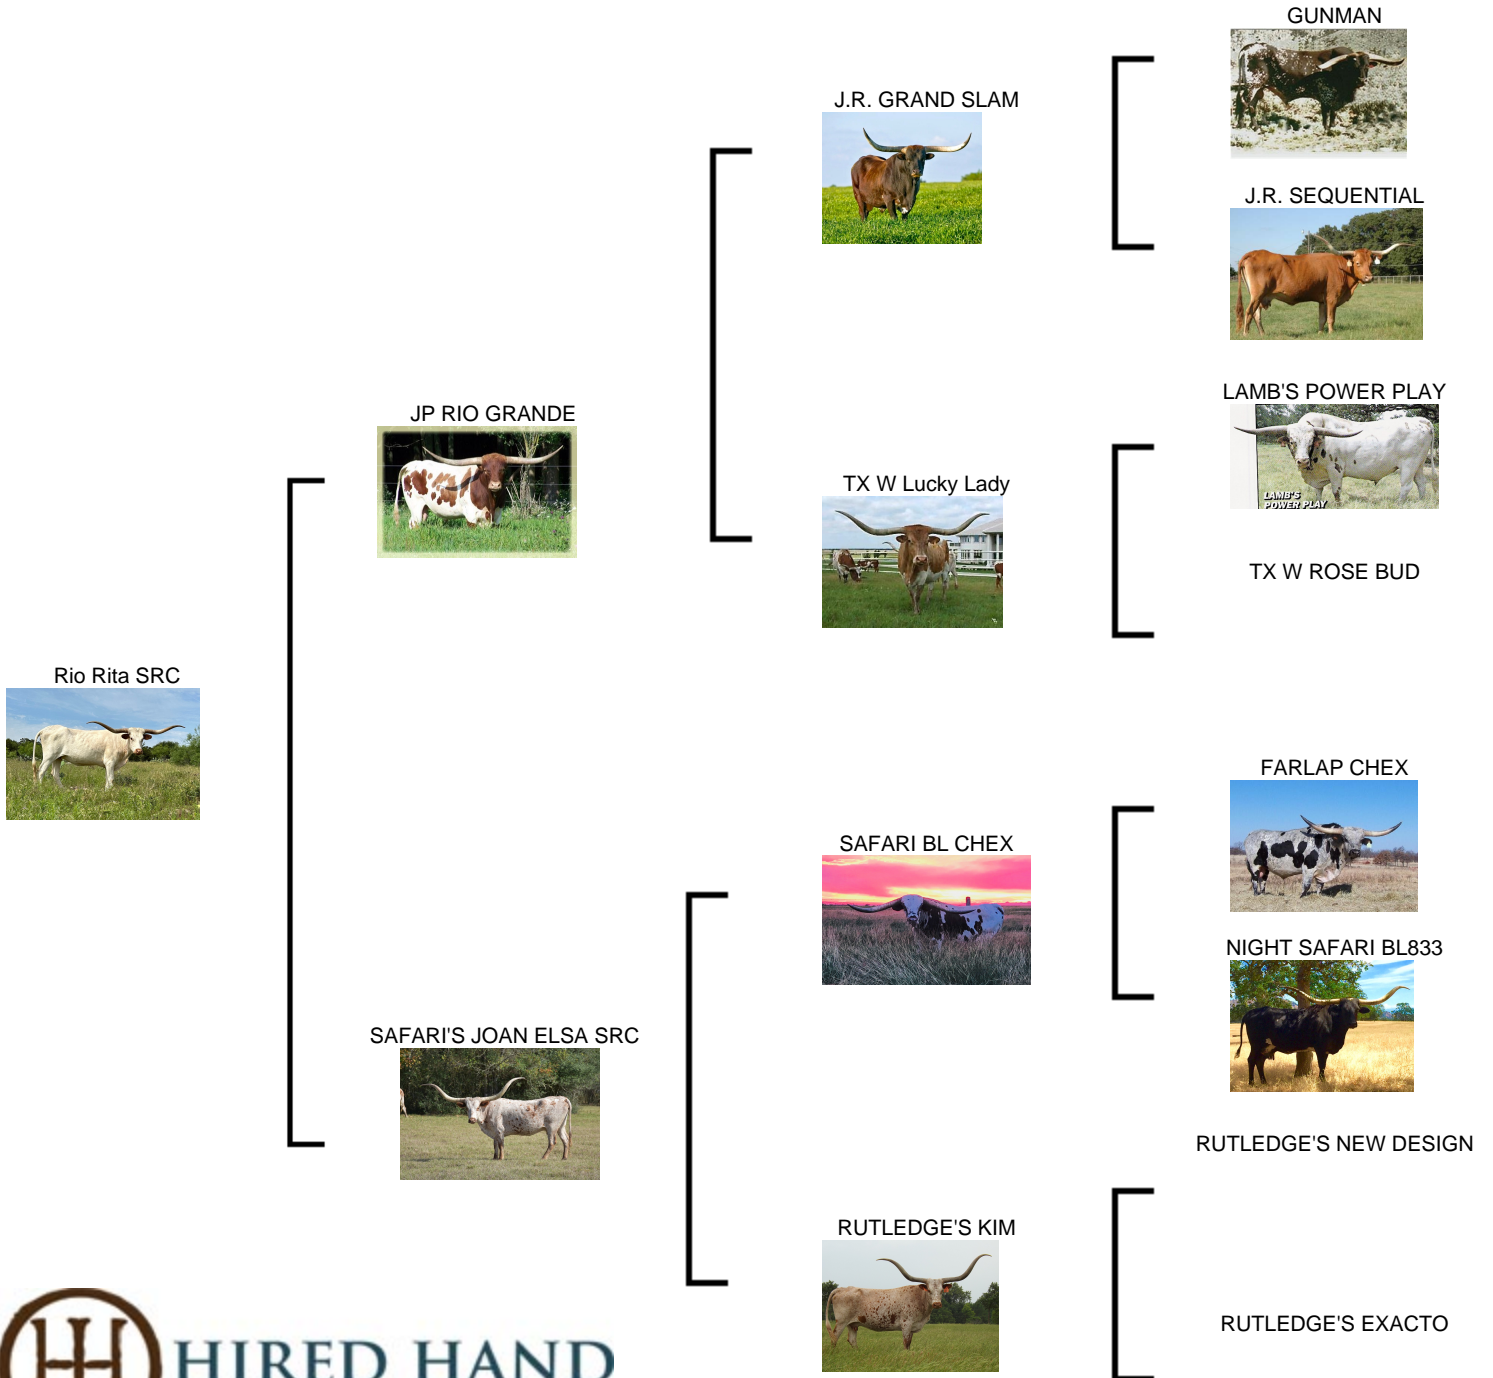 GUNMAN
J.R. GRAND SLAM
J.R. SEQUENTIAL
JP RIO GRANDE
LAMB'S POWER PLAY
LAMB'S
POWER PLAY
TX W Lucky Lady
TX W ROSE BUD
Rio Rita SRC
FARLAP CHEX
SAFARI BL CHEX
NIGHT SAFARI BL833
SAFARI'S JOAN ELSA SRC
RUTLEDGE'S NEW DESIGN
RUTLEDGE'S KIM
RUTLEDGE'S EXACTO
HIRED HAND